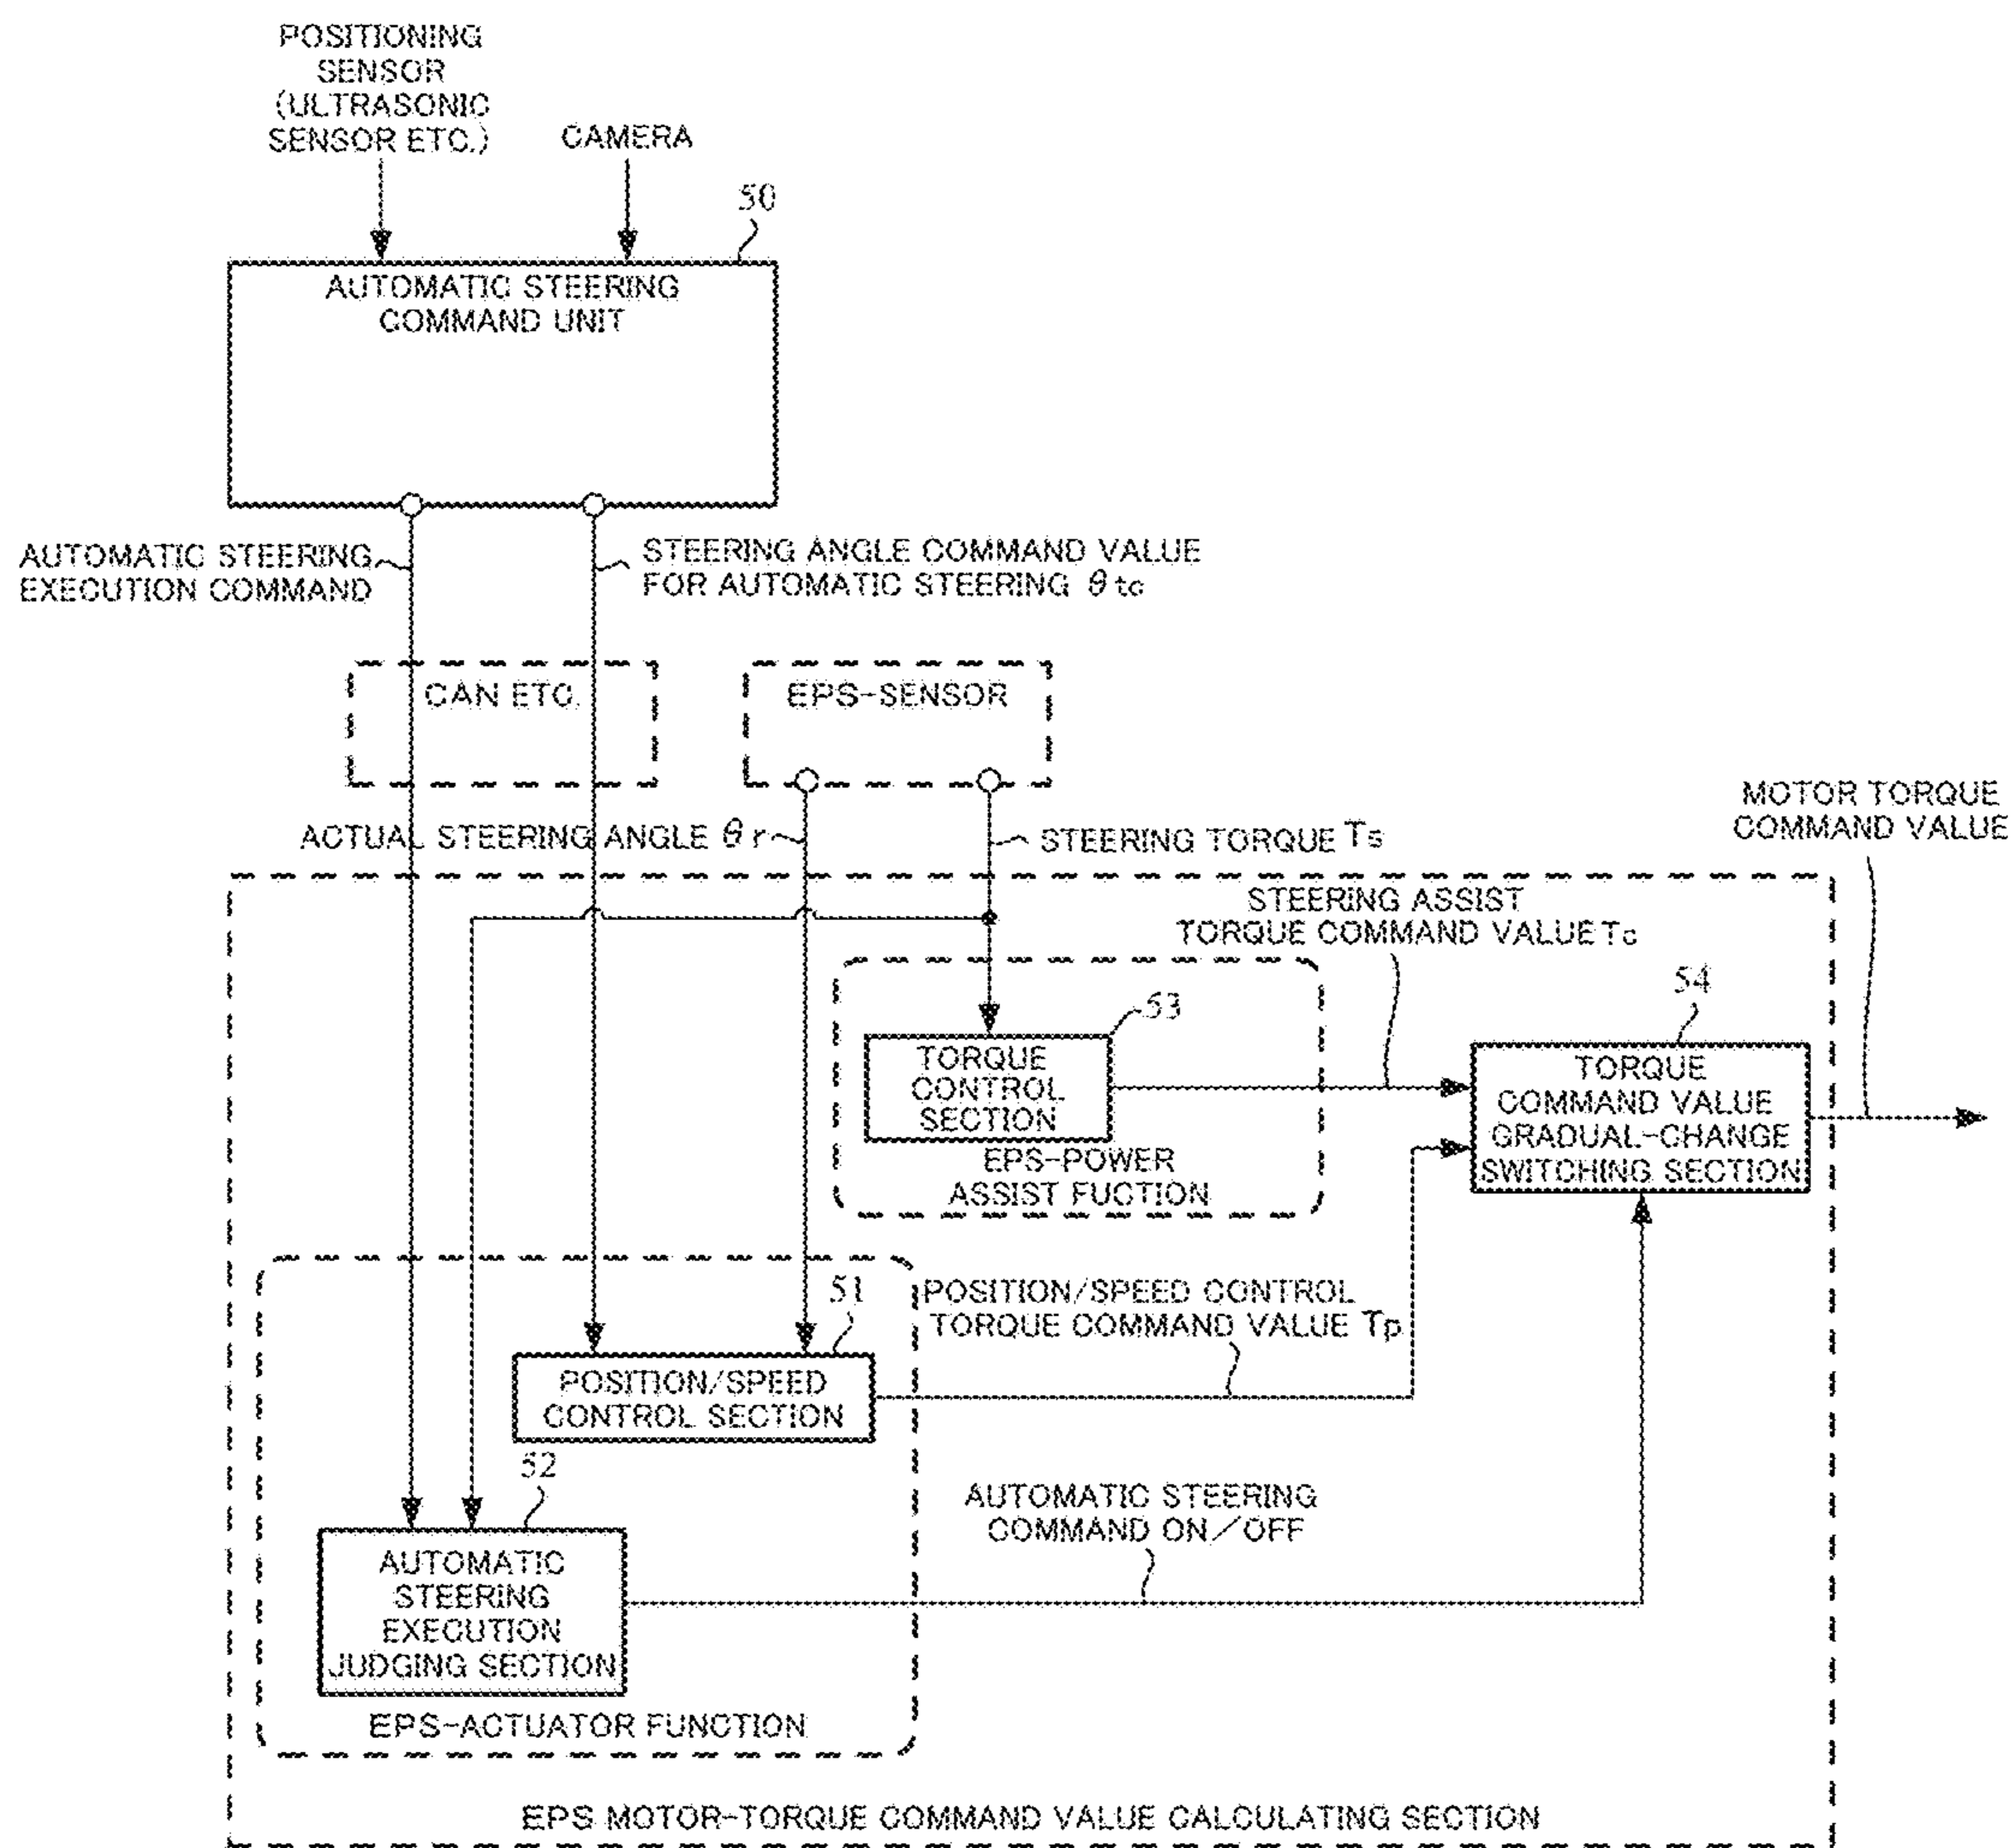 POSITIONING
SENSOR
(ULTRASONIC
SENSOR ETC.)
CAMERA
50
AUTOMATIC STEERING
COMMAND UNIT
AUTOMATIC STEERING
EXECUTION COMMAND
STEERING ANGLE COMMAND VALUE
FOR AUTOMATIC STEERING θtc
CAN ETC.
EPS-SENSOR
MOTOR TORQUE
COMMAND VALUE
ACTUAL STEERING ANGLE θr
STEERING TORQUE Ts
STEERING ASSIST
TORQUE COMMAND VALUE Tc
53
54
TORQUE
CONTROL
SECTION
EPS-POWER
ASSIST FUCTION
TORQUE
COMMAND VALUE
GRADUAL-CHANGE
SWITCHING SECTION
51
POSITION/SPEED CONTROL
TORQUE COMMAND VALUE Tp
POSITION/SPEED
CONTROL SECTION
52
AUTOMATIC STEERING
COMMAND ON/OFF
AUTOMATIC
STEERING
EXECUTION
JUDGING SECTION
EPS-ACTUATOR FUNCTION
EPS MOTOR-TORQUE COMMAND VALUE CALCULATING SECTION